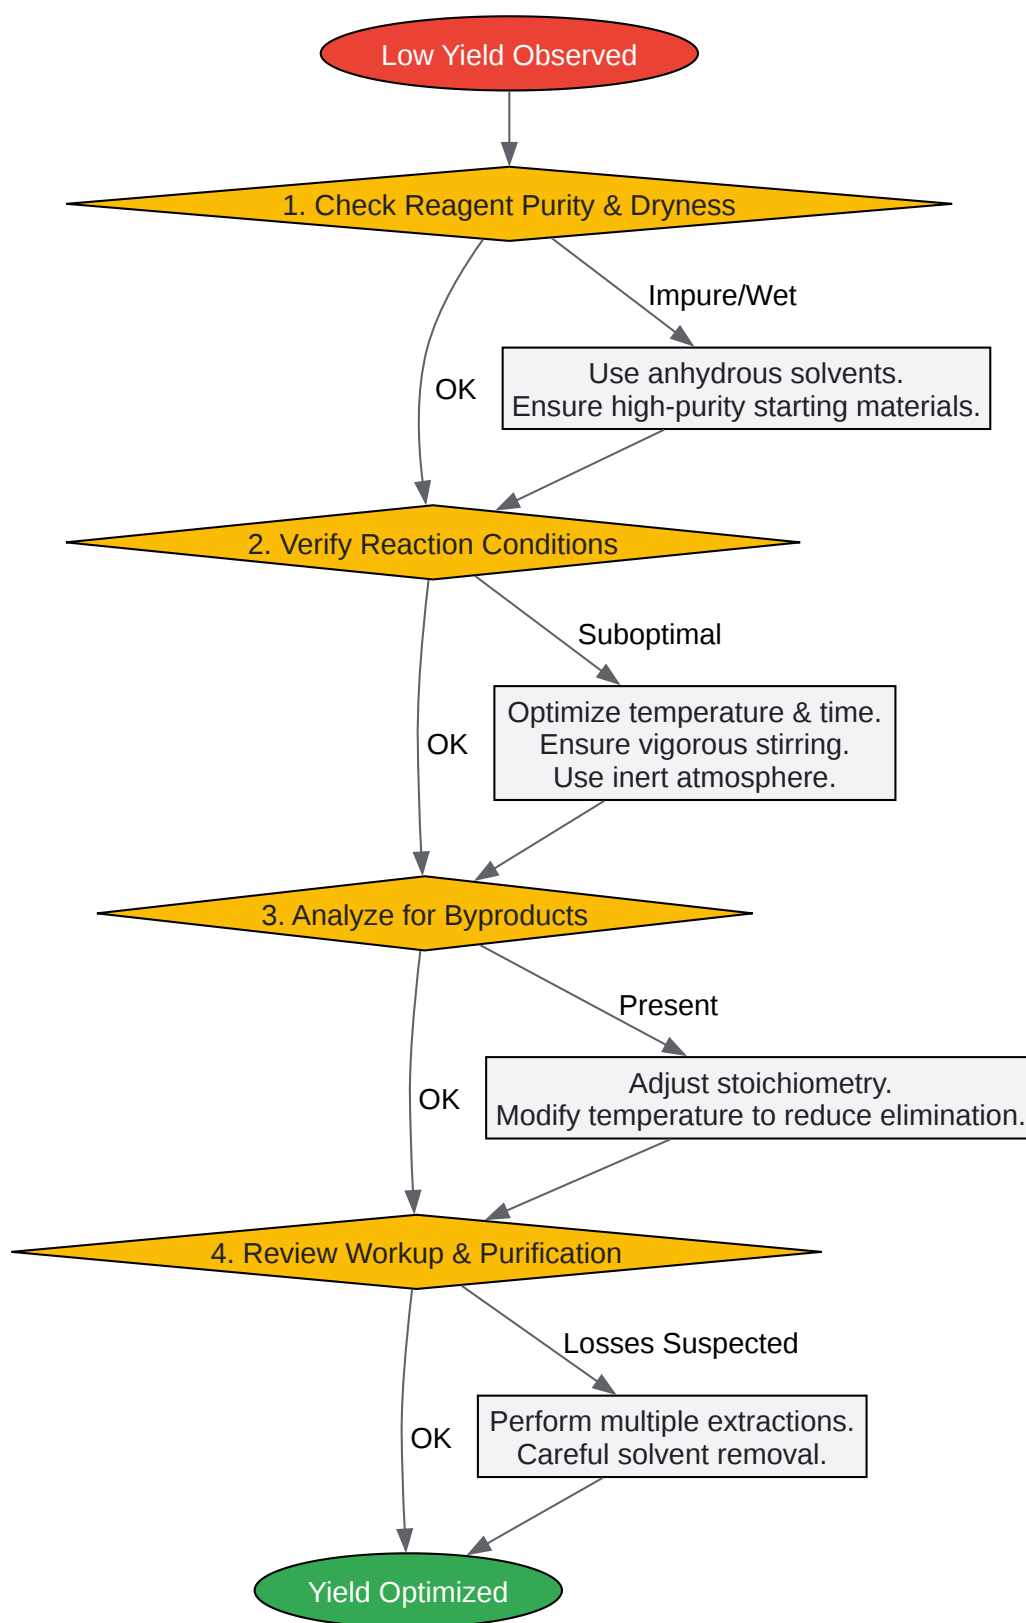 Low Yield Observed
1. Check Reagent Purity & Dryness
Impure/Wet
OK
Use anhydrous solvents.
Ensure high-purity starting materials.
2. Verify Reaction Conditions
Suboptimal
OK
Optimize temperature & time.
Ensure vigorous stirring.
Use inert atmosphere.
3. Analyze for Byproducts
Present
OK
Adjust stoichiometry.
Modify temperature to reduce elimination.
4. Review Workup & Purification
Losses Suspected
OK
Perform multiple extractions.
Careful solvent removal.
Yield Optimized